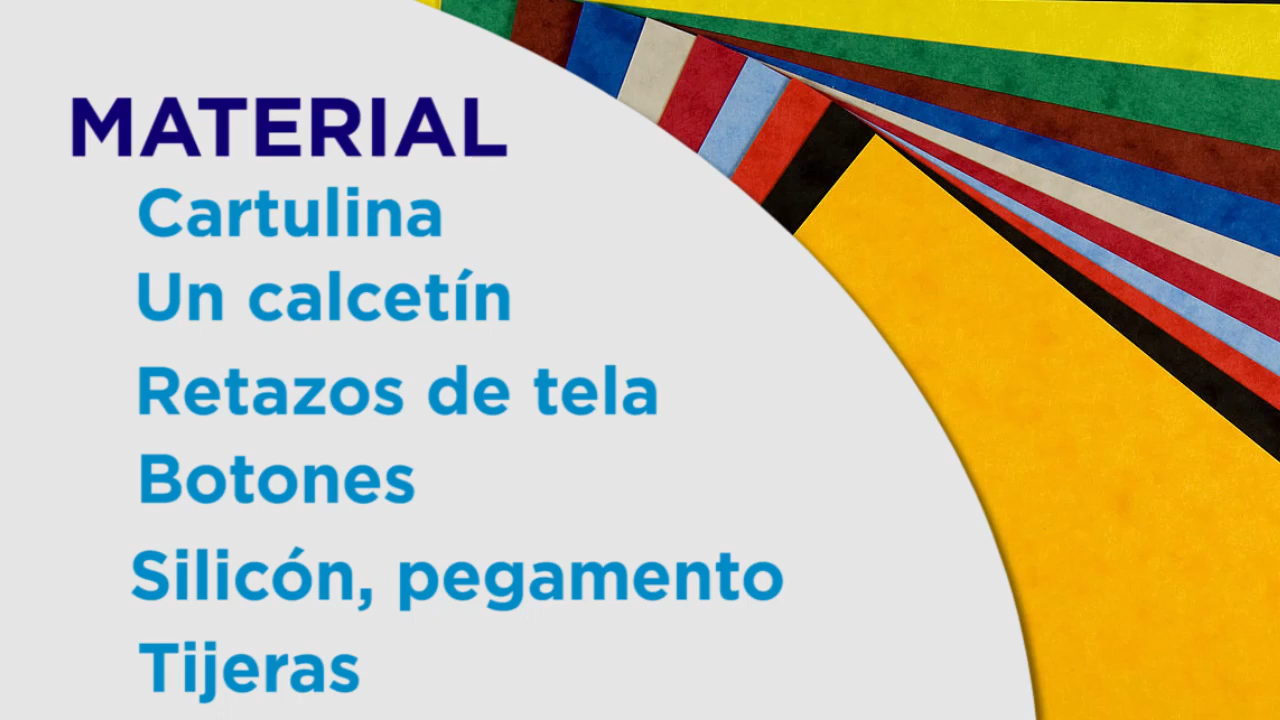 MATERIAL
Cartulina
Un calcetín
Retazos de tela
Botones
Silicón, pegamento
Tijeras